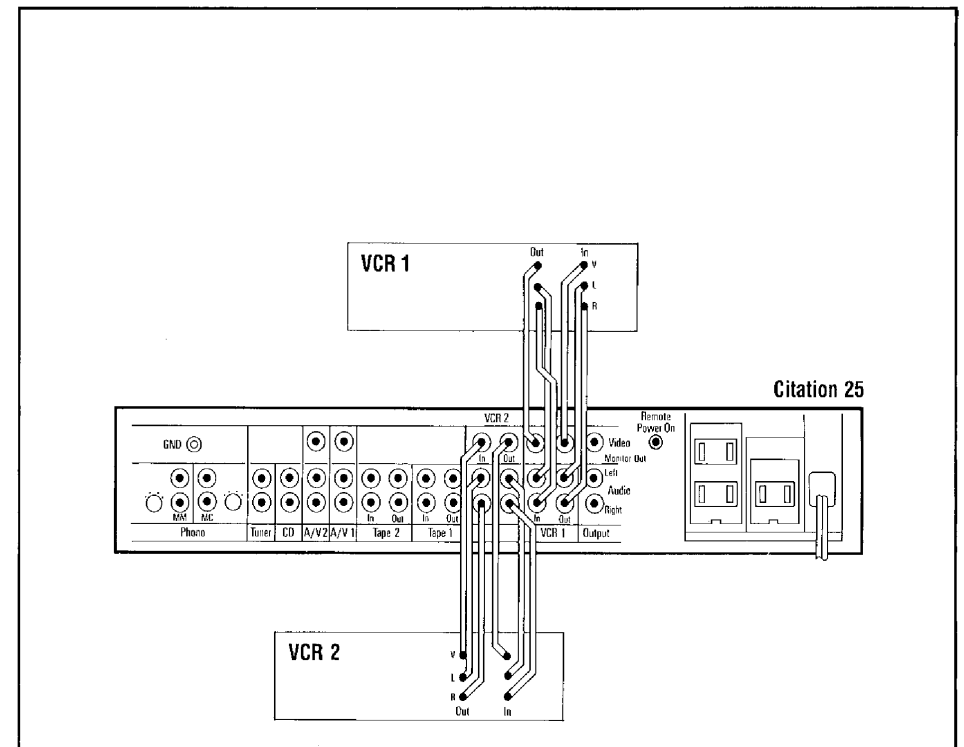 Out In
VCR 1
V
L
R
Citation 25
VCR 2
Remote
Power On
GND
In Out
Video
Monitor Out
Left
Audio
Right
MM MC
In Out In Out In Out
Phono Tuner CD A/V2 A/V1 Tape 2 Tape 1 VCR 1 Output
VCR 2
V
L
R
Out In